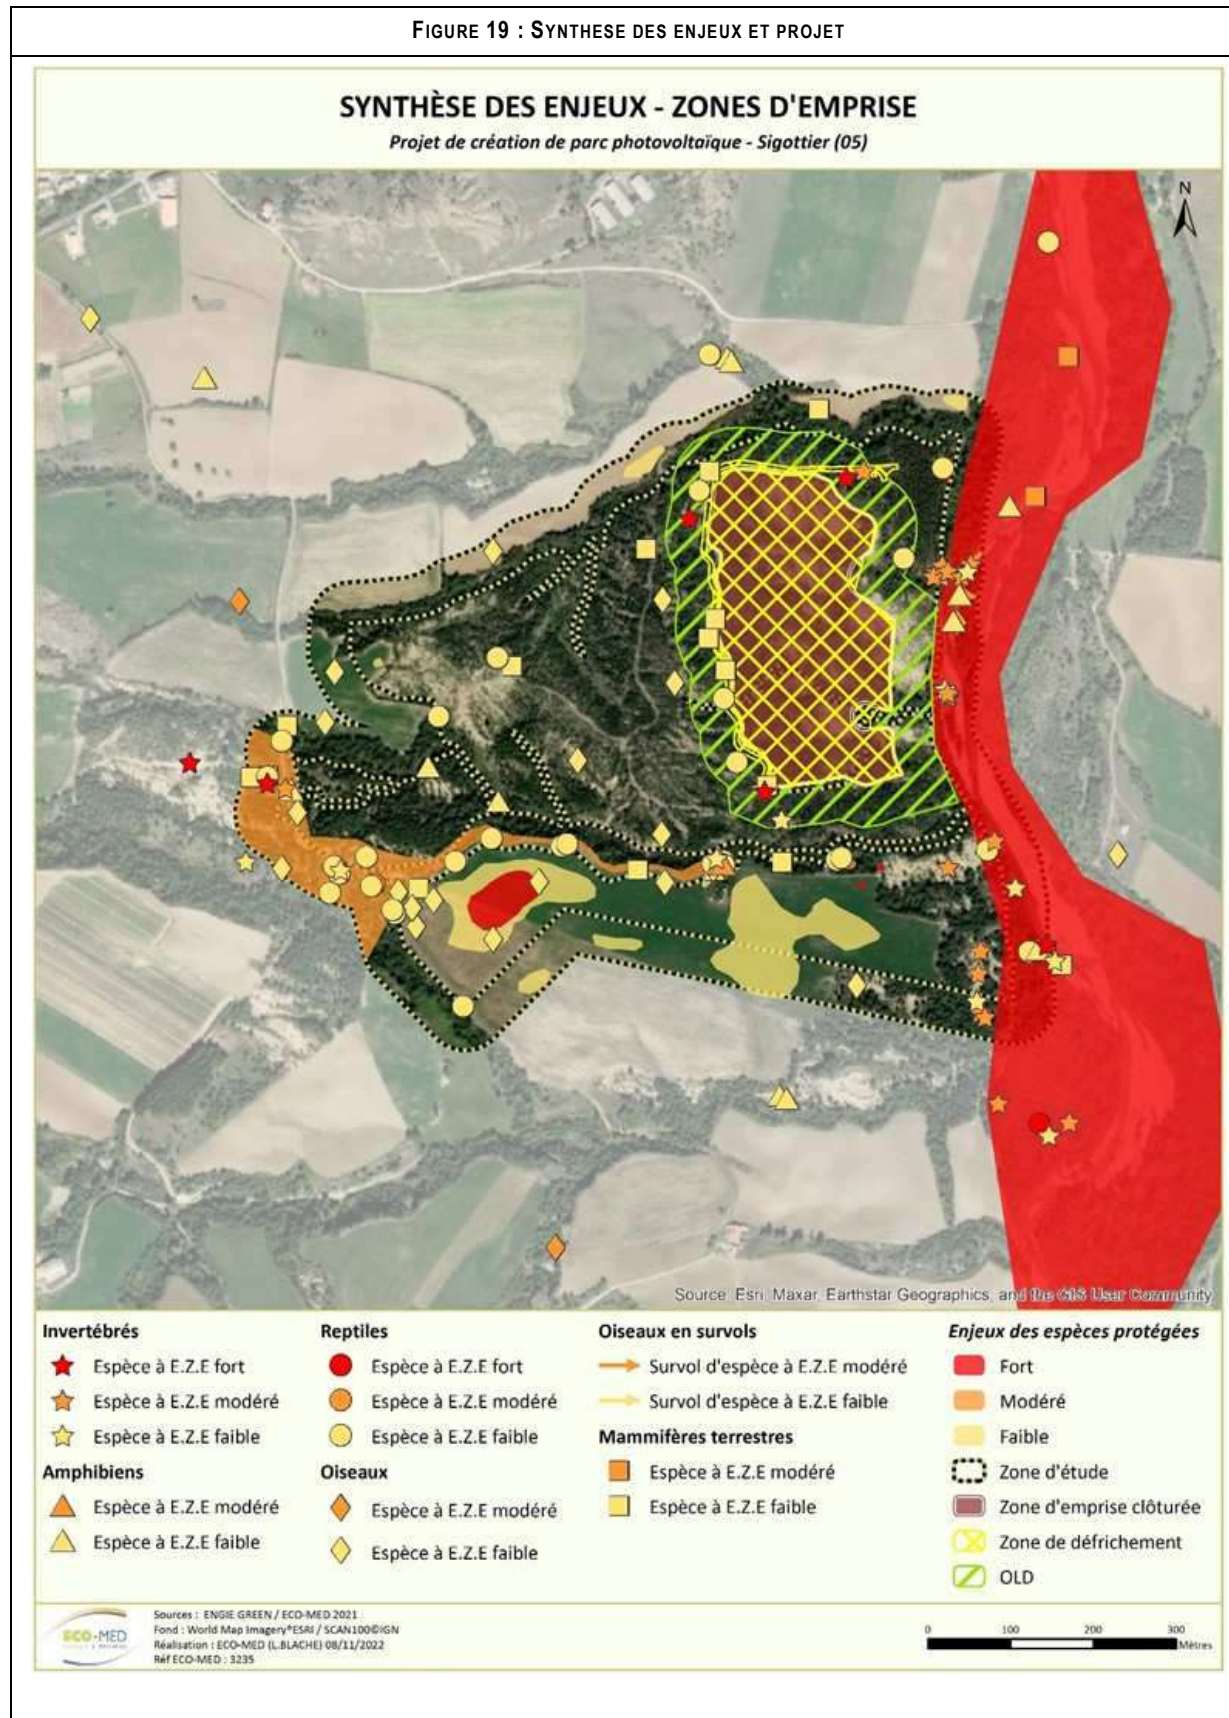 FIGURE 19 : SYNTHESE DES ENJEUX ET PROJET
SYNTHÈSE DES ENJEUX - ZONES D'EMPRISE
Projet de création de parc photovoltaïque - Sigottier (05)
N
Source: Esri, Maxar, Earthstar Geographics, and the GIS User Community
Invertébrés
Espèce à E.Z.E fort
Espèce à E.Z.E modéré
Espèce à E.Z.E faible
Amphibiens
Espèce à E.Z.E modéré
Espèce à E.Z.E faible
Reptiles
Espèce à E.Z.E fort
Espèce à E.Z.E modéré
Espèce à E.Z.E faible
Oiseaux
Espèce à E.Z.E modéré
Espèce à E.Z.E faible
Oiseaux en survols
Survol d'espèce à E.Z.E modéré
Survol d'espèce à E.Z.E faible
Mammifères terrestres
Espèce à E.Z.E modéré
Espèce à E.Z.E faible
Enjeux des espèces protégées
Fort
Modéré
Faible
Zone d'étude
Zone d'emprise clôturée
Zone de défrichement
OLD
ECO-MED
Sources : ENGIE GREEN / ECO-MED 2021
Fond : World Map Imagery®ESRI / SCAN100©IGN
Réalisation : ECO-MED (L.BLACHE) 08/11/2022
Réf ECO-MED : 3235
0 100 200 300
Mètres